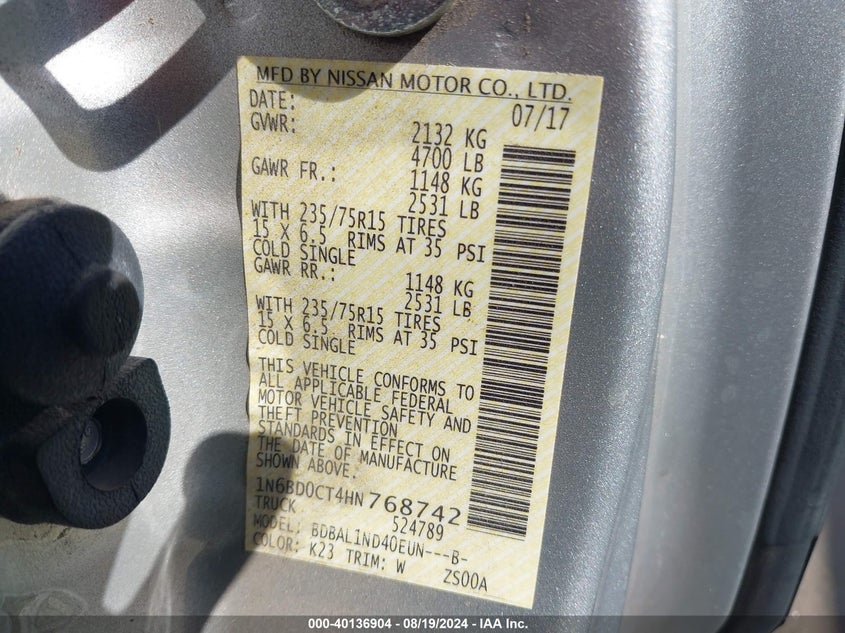 MFD BY NISSAN MOTOR CO., LTD.
DATE: 07/17
GVWR: 2132 KG
4700 LB
GAWR FR.: 1148 KG
2531 LB
WITH 235/75R15 TIRES
15 X 6.5 RIMS AT 35 PSI
COLD SINGLE
GAWR RR.: 1148 KG
2531 LB
WITH 235/75R15 TIRES
15 X 6.5 RIMS AT 35 PSI
COLD SINGLE
THIS VEHICLE CONFORMS TO
ALL APPLICABLE FEDERAL
MOTOR VEHICLE SAFETY AND
THEFT PREVENTION
STANDARDS IN EFFECT ON
THE DATE OF MANUFACTURE
SHOWN ABOVE.
1N6BD0CT4HN768742
TRUCK 524789
MODEL: BDBAL1ND40EUN---B-
COLOR: K23 TRIM: W ZS00A
000-40136904 - 08/19/2024 - IAA Inc.